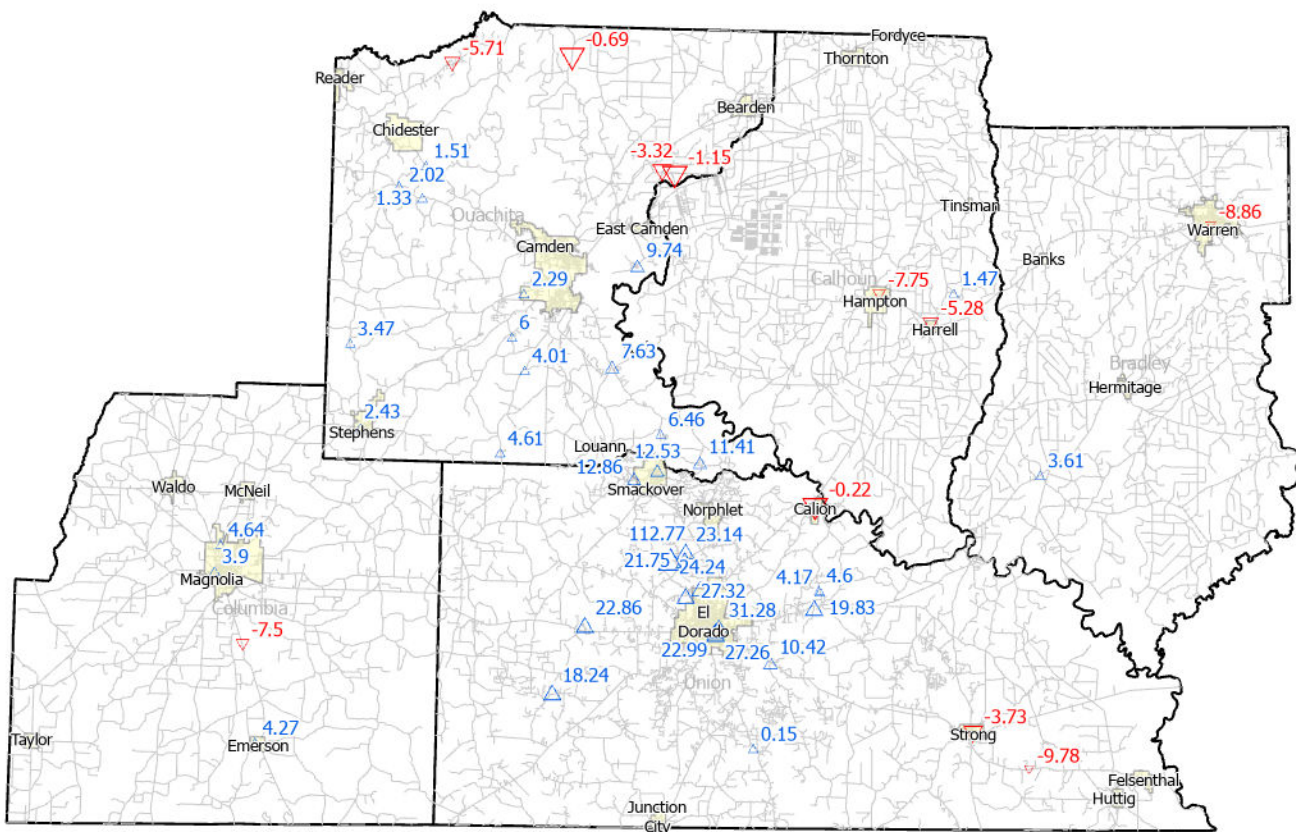 -5.71
-0.69
Fordyce
Thornton
Reader
Bearden
Chidester
1.51
2.02
1.33
-3.32
-1.15
Ouachita
East Camden
Tinsman
-8.86
Warren
Camden
9.74
Banks
2.29
Calhoun
-7.75
1.47
Hampton
-5.28
Harrell
6
3.47
4.01
7.63
Bradley
Hermitage
2.43
Stephens
6.46
4.61
Louann
12.53
11.41
12.86
3.61
Waldo
McNeil
Smackover
-0.22
Calion
Norphlet
4.64
112.77
23.14
3.9
21.75
24.24
Magnolia
4.17
4.6
27.32
Columbia
22.86
El
Dorado
31.28
19.83
-7.5
22.99
27.26
10.42
18.24
Union
4.27
Emerson
Taylor
0.15
-3.73
Strong
-9.78
Felsenthal
Huttig
Junction
City